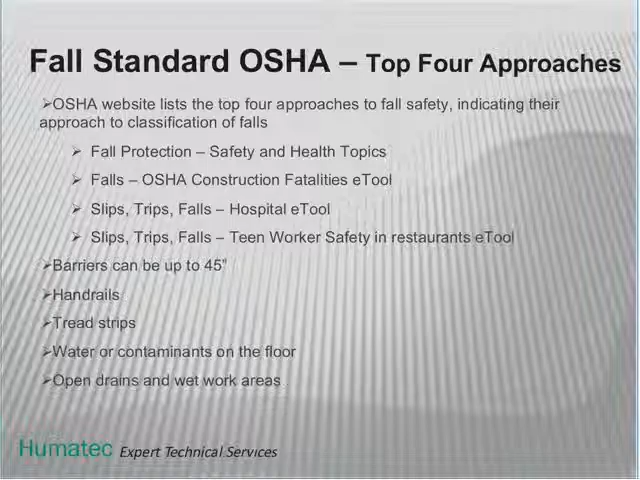 Fall Standard OSHA – Top Four Approaches
➢OSHA website lists the top four approaches to fall safety, indicating their
approach to classification of falls
➢ Fall Protection – Safety and Health Topics
➢ Falls – OSHA Construction Fatalities eTool
➢ Slips, Trips, Falls – Hospital eTool
➢ Slips, Trips, Falls – Teen Worker Safety in restaurants eTool
➢Barriers can be up to 45”
➢Handrails
➢Tread strips
➢Water or contaminants on the floor
➢Open drains and wet work areas
Humatec Expert Technical Services